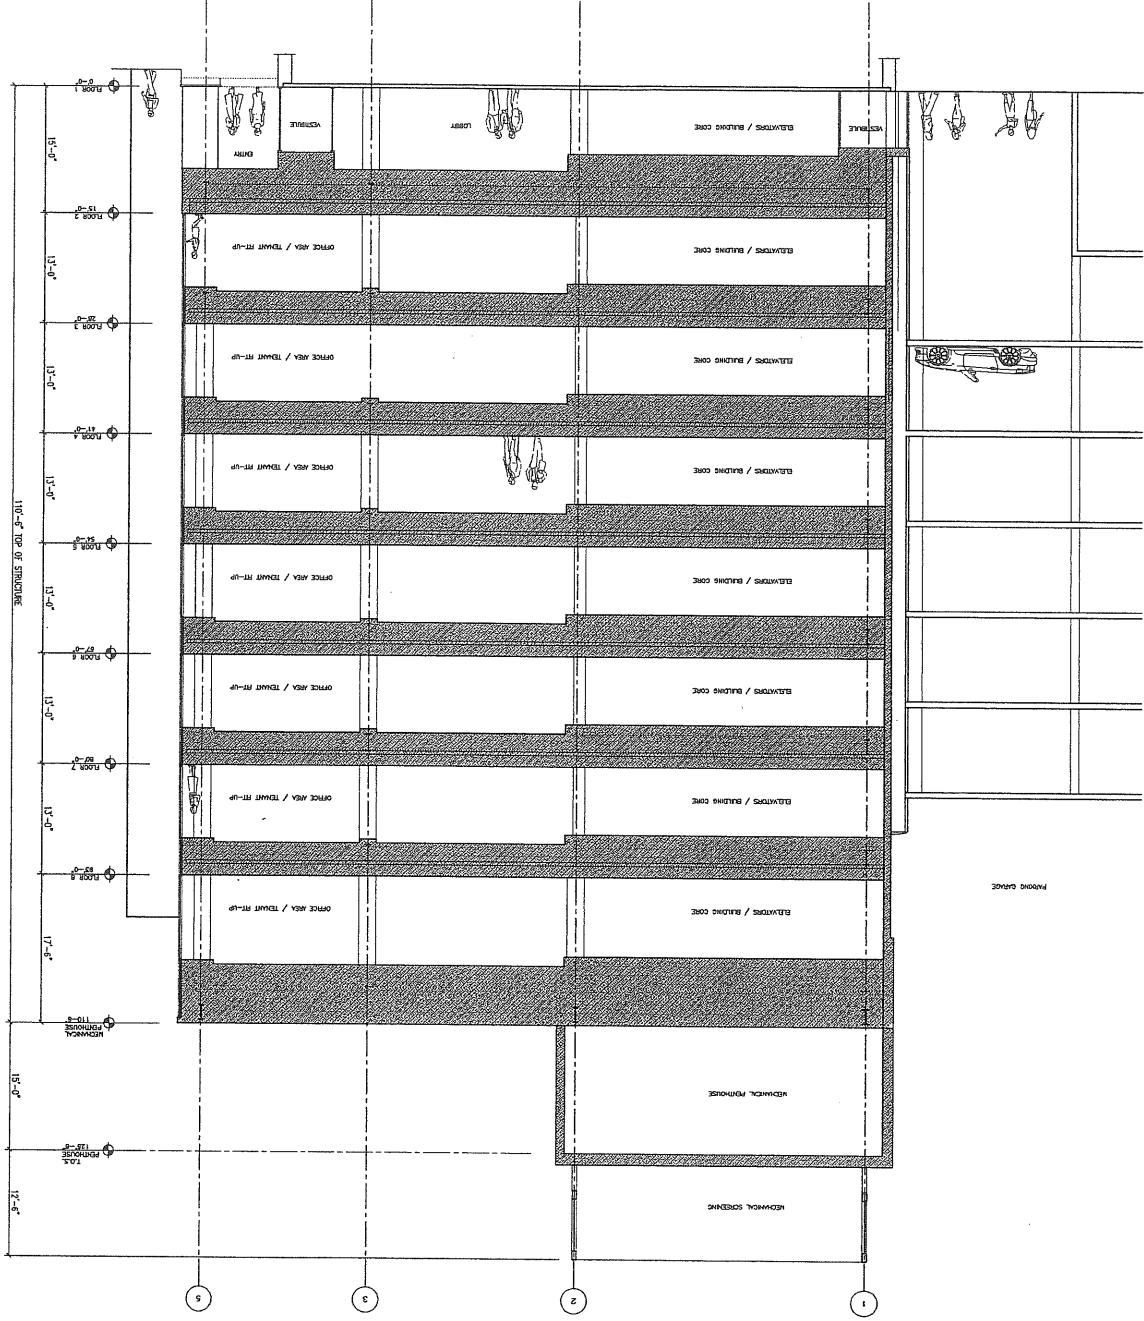 1
2
3
5
MECHANICAL SCREENING
12'-6"
T.O.S.
PENTHOUSE
125'-6"
MECHANICAL PENTHOUSE
15'-0"
MECHANICAL
PENTHOUSE
110'-6"
PARKING GARAGE
ELEVATORS / BUILDING CORE
OFFICE AREA / TENANT FIT-UP
17'-6"
FLOOR 8
93'-0"
ELEVATORS / BUILDING CORE
OFFICE AREA / TENANT FIT-UP
13'-0"
FLOOR 7
80'-0"
ELEVATORS / BUILDING CORE
OFFICE AREA / TENANT FIT-UP
13'-0"
FLOOR 6
67'-0"
ELEVATORS / BUILDING CORE
OFFICE AREA / TENANT FIT-UP
13'-0"
110'-6" TOP OF STRUCTURE
FLOOR 5
54'-0"
ELEVATORS / BUILDING CORE
OFFICE AREA / TENANT FIT-UP
13'-0"
FLOOR 4
41'-0"
ELEVATORS / BUILDING CORE
OFFICE AREA / TENANT FIT-UP
13'-0"
FLOOR 3
28'-0"
ELEVATORS / BUILDING CORE
OFFICE AREA / TENANT FIT-UP
13'-0"
FLOOR 2
15'-0"
VESTIBULE
ELEVATORS / BUILDING CORE
LOBBY
VESTIBULE
ENTRY
15'-0"
FLOOR 1
0'-0"